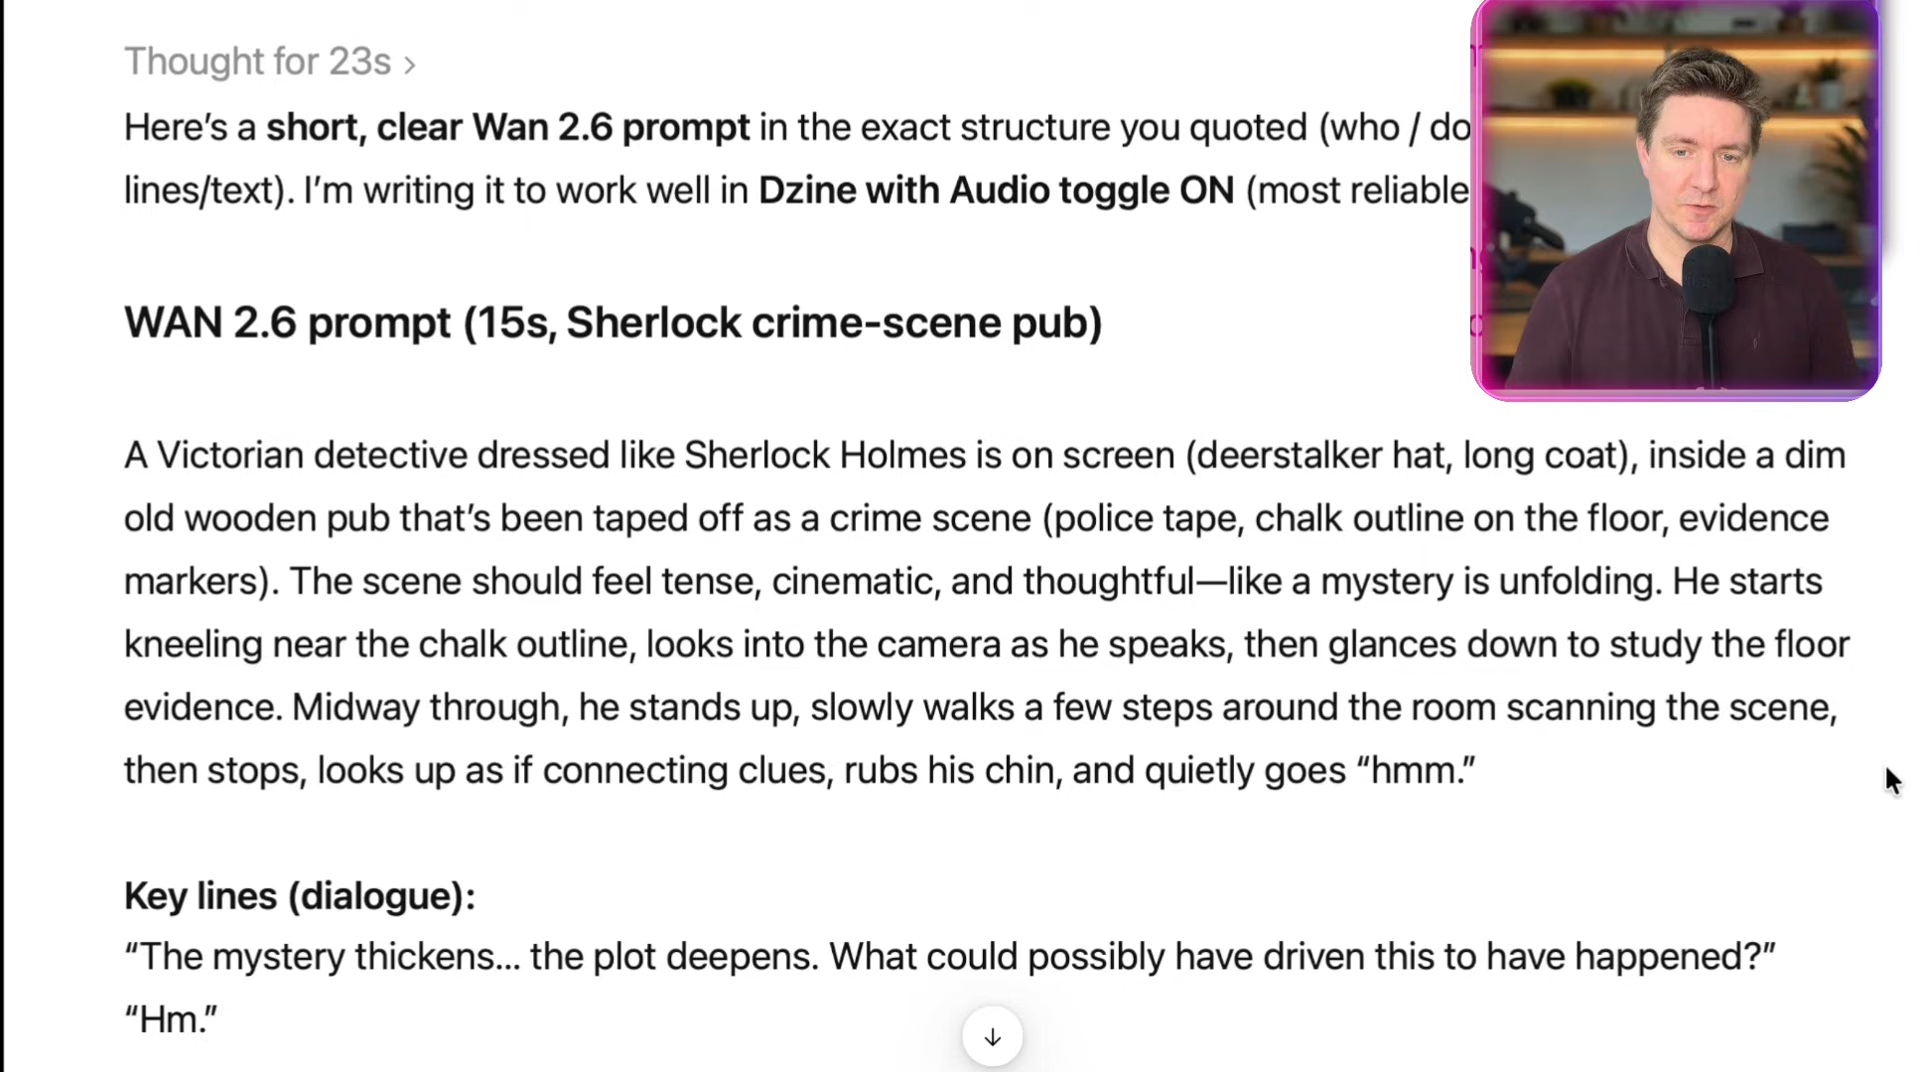 Thought for 23s >
Here’s a short, clear Wan 2.6 prompt in the exact structure you quoted (who / do
lines/text). I’m writing it to work well in Dzine with Audio toggle ON (most reliable
WAN 2.6 prompt (15s, Sherlock crime-scene pub)
A Victorian detective dressed like Sherlock Holmes is on screen (deerstalker hat, long coat), inside a dim
old wooden pub that’s been taped off as a crime scene (police tape, chalk outline on the floor, evidence
markers). The scene should feel tense, cinematic, and thoughtful—like a mystery is unfolding. He starts
kneeling near the chalk outline, looks into the camera as he speaks, then glances down to study the floor
evidence. Midway through, he stands up, slowly walks a few steps around the room scanning the scene,
then stops, looks up as if connecting clues, rubs his chin, and quietly goes “hmm.”
Key lines (dialogue):
“The mystery thickens… the plot deepens. What could possibly have driven this to have happened?”
“Hm.”